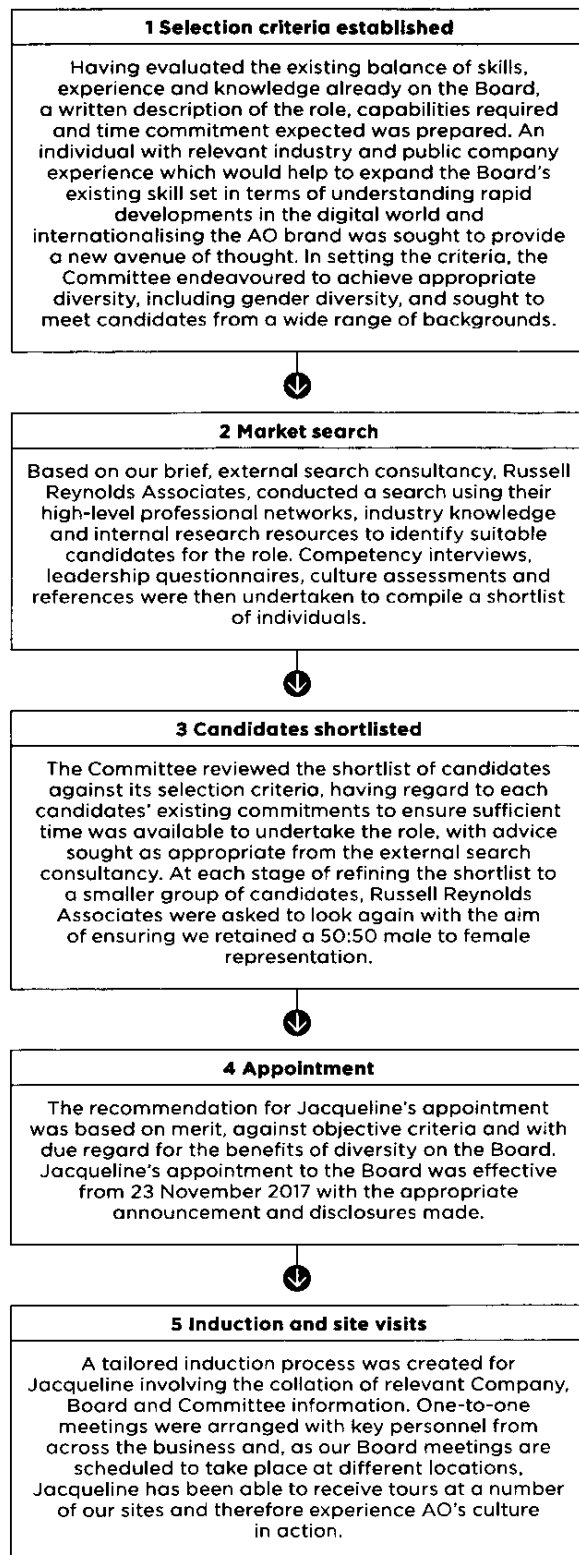 1 Selection criteria established
Having evaluated the existing balance of skills,
experience and knowledge already on the Board,
a written description of the role, capabilities required
and time commitment expected was prepared. An
individual with relevant industry and public company
experience which would help to expand the Board's
existing skill set in terms of understanding rapid
developments in the digital world and
internationalising the AO brand was sought to provide
a new avenue of thought. In setting the criteria, the
Committee endeavoured to achieve appropriate
diversity, including gender diversity, and sought to
meet candidates from a wide range of backgrounds.
2 Market search
Based on our brief, external search consultancy, Russell
Reynolds Associates, conducted a search using their
high-level professional networks, industry knowledge
and internal research resources to identify suitable
candidates for the role. Competency interviews,
leadership questionnaires, culture assessments and
references were then undertaken to compile a shortlist
of individuals.
3 Candidates shortlisted
The Committee reviewed the shortlist of candidates
against its selection criteria, having regard to each
candidates' existing commitments to ensure sufficient
time was available to undertake the role, with advice
sought as appropriate from the external search
consultancy. At each stage of refining the shortlist to
a smaller group of candidates, Russell Reynolds
Associates were asked to look again with the aim
of ensuring we retained a 50:50 male to female
representation.
4 Appointment
The recommendation for Jacqueline's appointment
was based on merit, against objective criteria and with
due regard for the benefits of diversity on the Board.
Jacqueline's appointment to the Board was effective
from 23 November 2017 with the appropriate
announcement and disclosures made.
5 Induction and site visits
A tailored induction process was created for
Jacqueline involving the collation of relevant Company,
Board and Committee information. One-to-one
meetings were arranged with key personnel from
across the business and, as our Board meetings are
scheduled to take place at different locations,
Jacqueline has been able to receive tours at a number
of our sites and therefore experience AO's culture
in action.